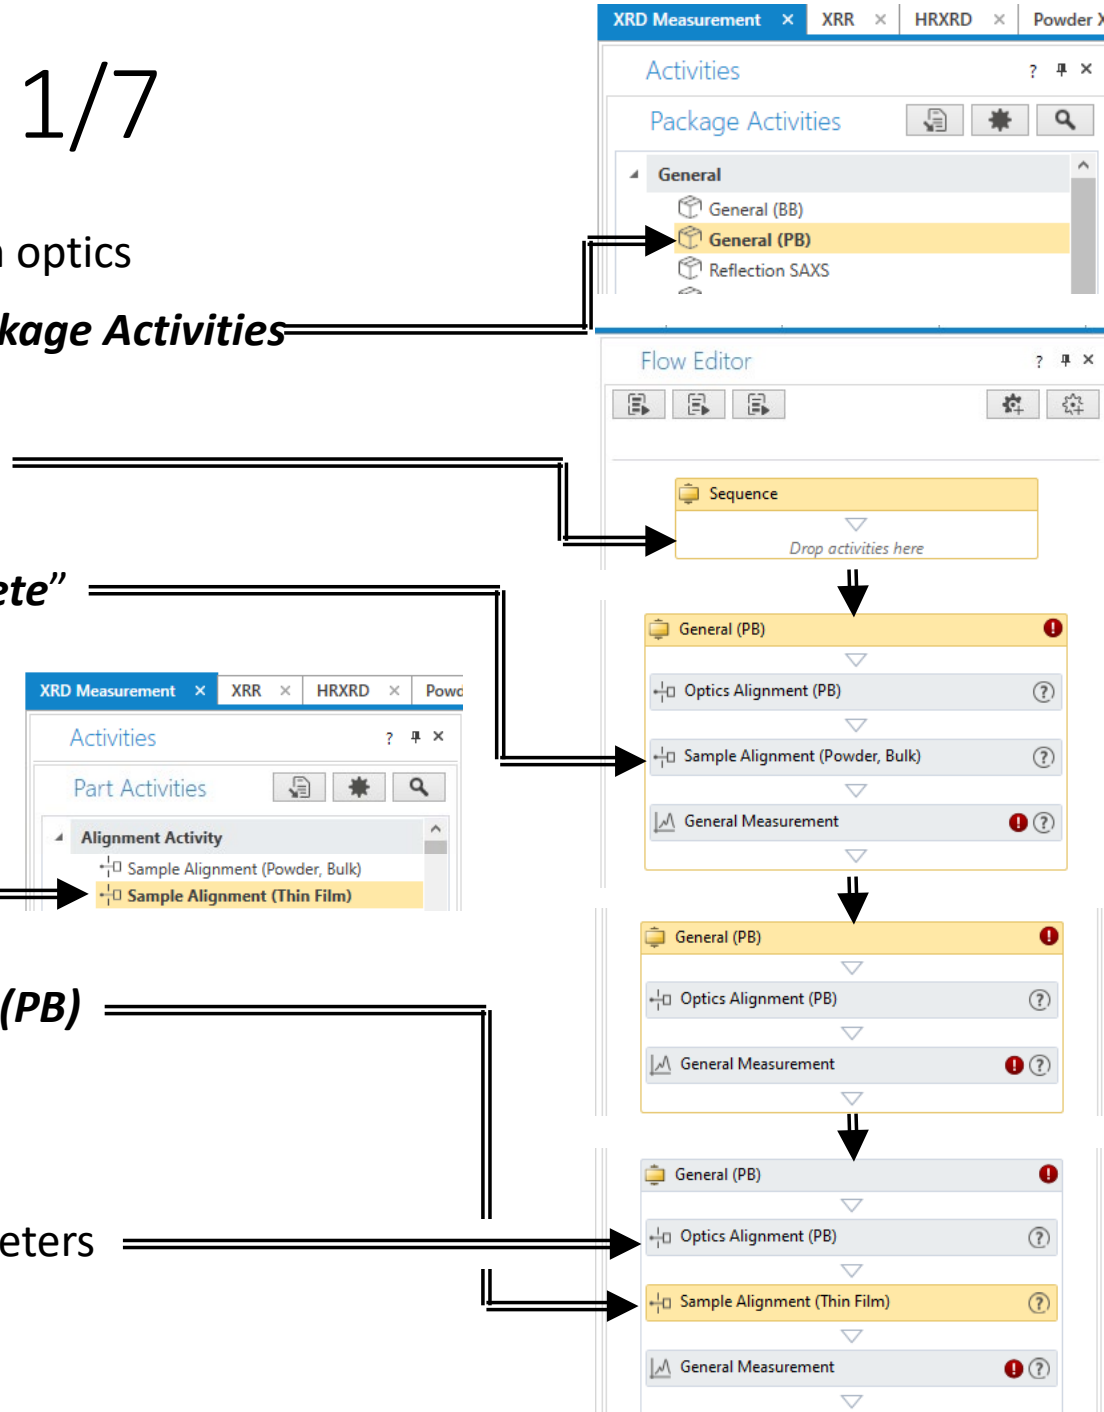 XRD Measurement × XRR × HRXRD × Powder
1/7
Activities ? ×
Package Activities
General
General (BB)
n optics
General (PB)
Reflection SAXS
kage Activities
Flow Editor ? ×
Sequence
Drop activities here
ete”
General (PB)
Optics Alignment (PB) ?
Sample Alignment (Powder, Bulk) ?
General Measurement ! ?
XRD Measurement × XRR × HRXRD × Powd
Activities ? ×
Part Activities
Alignment Activity
Sample Alignment (Powder, Bulk)
Sample Alignment (Thin Film)
General (PB) !
(PB)
Optics Alignment (PB) ?
General Measurement ! ?
General (PB) !
eters
Optics Alignment (PB) ?
Sample Alignment (Thin Film) ?
General Measurement ! ?